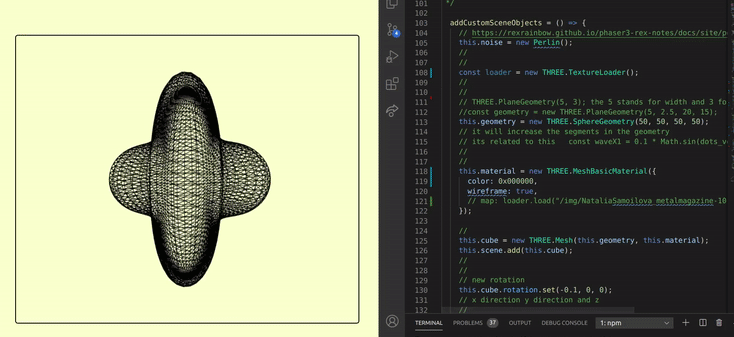 101 */
102
103 addCustomSceneObjects = () => {
104 // https://rexrainbow.github.io/phaser3-rex-notes/docs/site/p
105 this.noise = new Perlin();
106 //
107 //
108 const loader = new THREE.TextureLoader();
109 //
110 //
111 // THREE.PlaneGeometry(5, 3); the 5 stands for width and 3 fo
112 //const geometry = new THREE.PlaneGeometry(5, 2.5, 20, 15);
113 this.geometry = new THREE.SphereGeometry(50, 50, 50, 50);
114 // it will increase the segments in the geometry
115 // its related to this const waveX1 = 0.1 * Math.sin(dots_v
116 //
117 //
118 this.material = new THREE.MeshBasicMaterial({
119 color: 0x000000,
120 wireframe: true,
121 // map: loader.load("/img/NataliaSamoilova_metalmagazine-10
122 });
123
124 //
125 this.cube = new THREE.Mesh(this.geometry, this.material);
126 this.scene.add(this.cube);
127 //
128 //
129 // new rotation
130 this.cube.rotation.set(-0.1, 0, 0);
131 // x direction y direction and z
132 //
4
TERMINAL PROBLEMS 37 OUTPUT DEBUG CONSOLE 1: npm